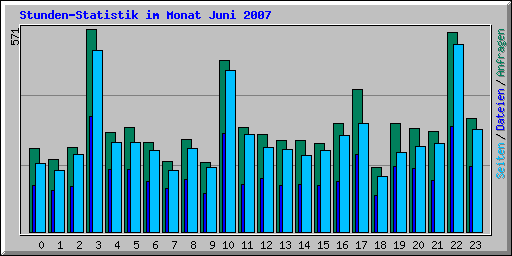 Stunden-Statistik im Monat Juni 2007
571
Seiten / Dateien / Anfragen
0 1 2 3 4 5 6 7 8 9 10 11 12 13 14 15 16 17 18 19 20 21 22 23